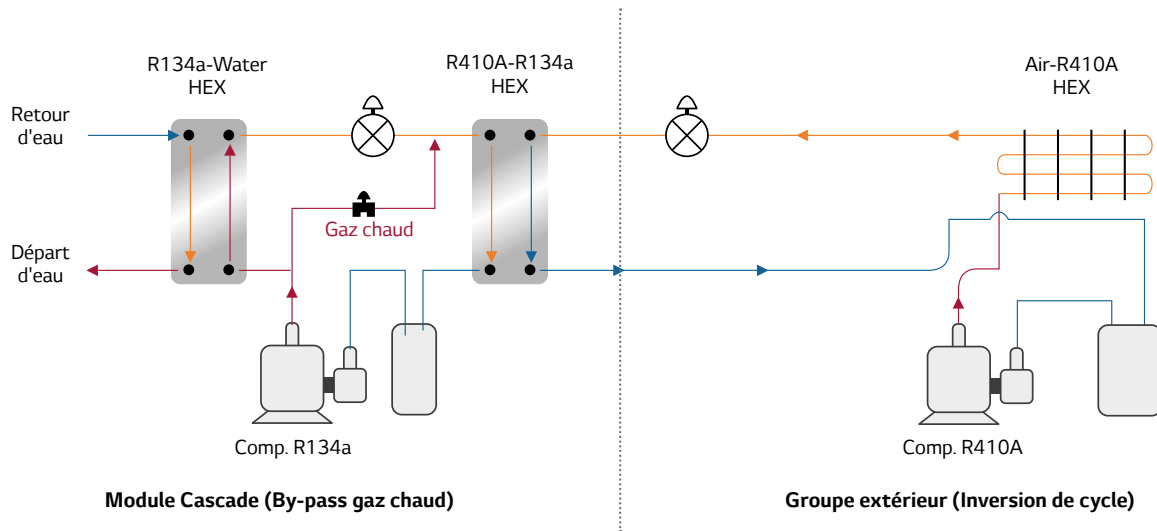 R134a-Water
HEX
R410A-R134a
HEX
Air-R410A
HEX
Retour
d'eau
Gaz chaud
Départ
d'eau
Comp. R134a
Comp. R410A
Module Cascade (By-pass gaz chaud)
Groupe extérieur (Inversion de cycle)